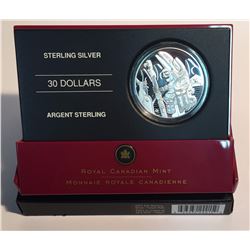 STERLING SILVER
30 DOLLARS
ARGENT STERLING
ROYAL CANADIAN MINT
MONNAIE ROYALE CANADIENNE